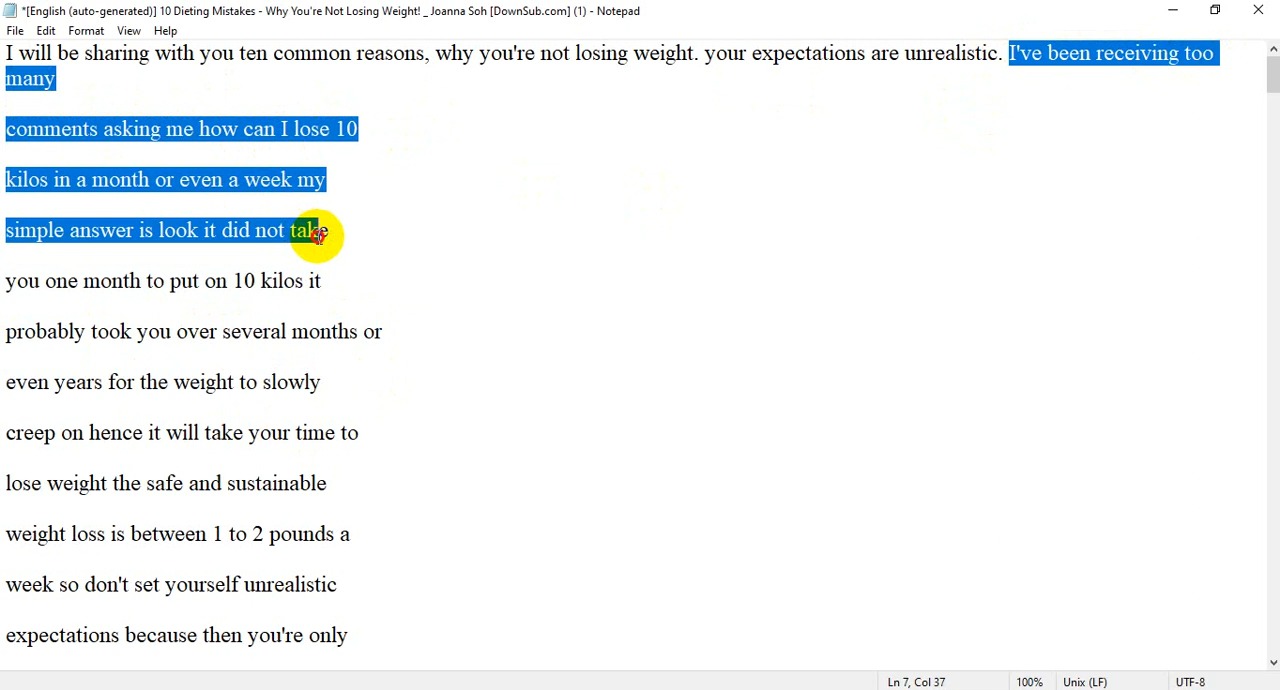 *[English (auto-generated)] 10 Dieting Mistakes - Why You're Not Losing Weight! _ Joanna Soh [DownSub.com] (1) - Notepad
File Edit Format View Help
I will be sharing with you ten common reasons, why you're not losing weight. your expectations are unrealistic. I've been receiving too
many
comments asking me how can I lose 10
kilos in a month or even a week my
simple answer is look it did not take
you one month to put on 10 kilos it
probably took you over several months or
even years for the weight to slowly
creep on hence it will take your time to
lose weight the safe and sustainable
weight loss is between 1 to 2 pounds a
week so don't set yourself unrealistic
expectations because then you're only
Ln 7, Col 37 100% Unix (LF) UTF-8